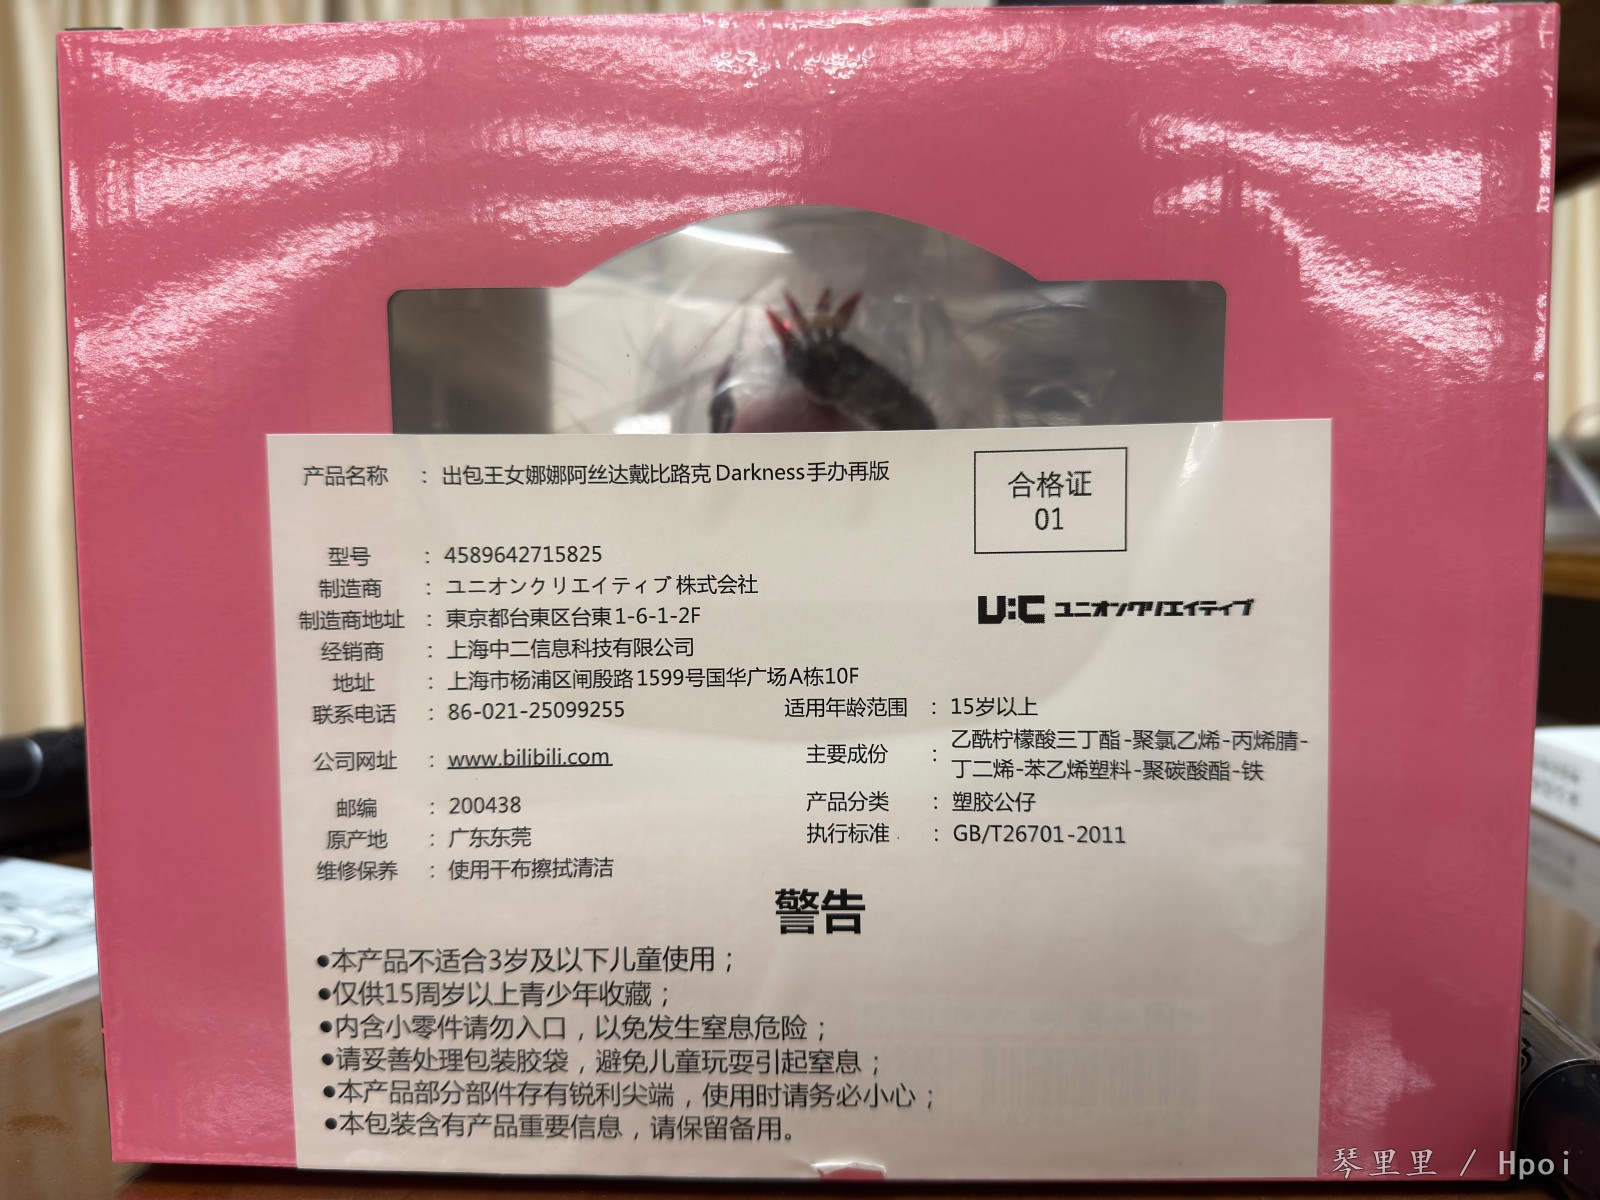 产品名称 : 出包王女娜娜阿丝达戴比路克Darkness手办再版
合格证
01
型号 : 4589642715825
制造商 : ユニオンクリエイティブ株式会社
制造商地址 : 東京都台東区台東1-6-1-2F
U:C ユニオンクリエイティブ
经销商 : 上海中二信息科技有限公司
地址 : 上海市杨浦区闸殷路1599号国华广场A栋10F
联系电话 : 86-021-25099255
公司网址 : www.bilibili.com
邮编 : 200438
原产地 : 广东东莞
维修保养 : 使用干布擦拭清洁
适用年龄范围 : 15岁以上
主要成份 : 乙酰柠檬酸三丁酯-聚氯乙烯-丙烯腈-
丁二烯-苯乙烯塑料-聚碳酸酯-铁
产品分类 : 塑胶公仔
执行标准 : GB/T26701-2011
警告
●本产品不适合3岁及以下儿童使用；
●仅供15周岁以上青少年收藏；
●内含小零件请勿入口，以免发生窒息危险；
●请妥善处理包装胶袋，避免儿童玩耍引起窒息；
●本产品部分部件存有锐利尖端，使用时请务必小心；
●本包装含有产品重要信息，请保留备用。
琴里里 / Hpoi